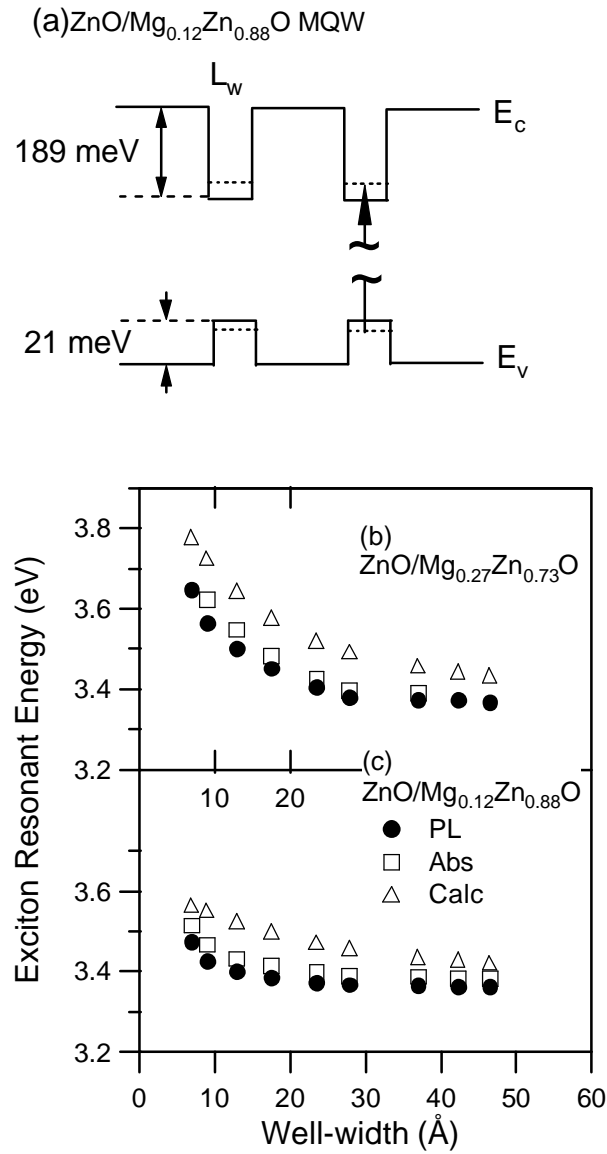 (a)ZnO/Mg0.12Zn0.88O MQW
Lw
Ec
189 meV
21 meV
Ev
Exciton Resonant Energy (eV)
3.8
3.6
3.4
3.2
(b)
ZnO/Mg0.27Zn0.73O
10 20
(c)
ZnO/Mg0.12Zn0.88O
PL
Abs
Calc
3.6
3.4
3.2
0 10 20 30 40 50 60
Well-width (Å)